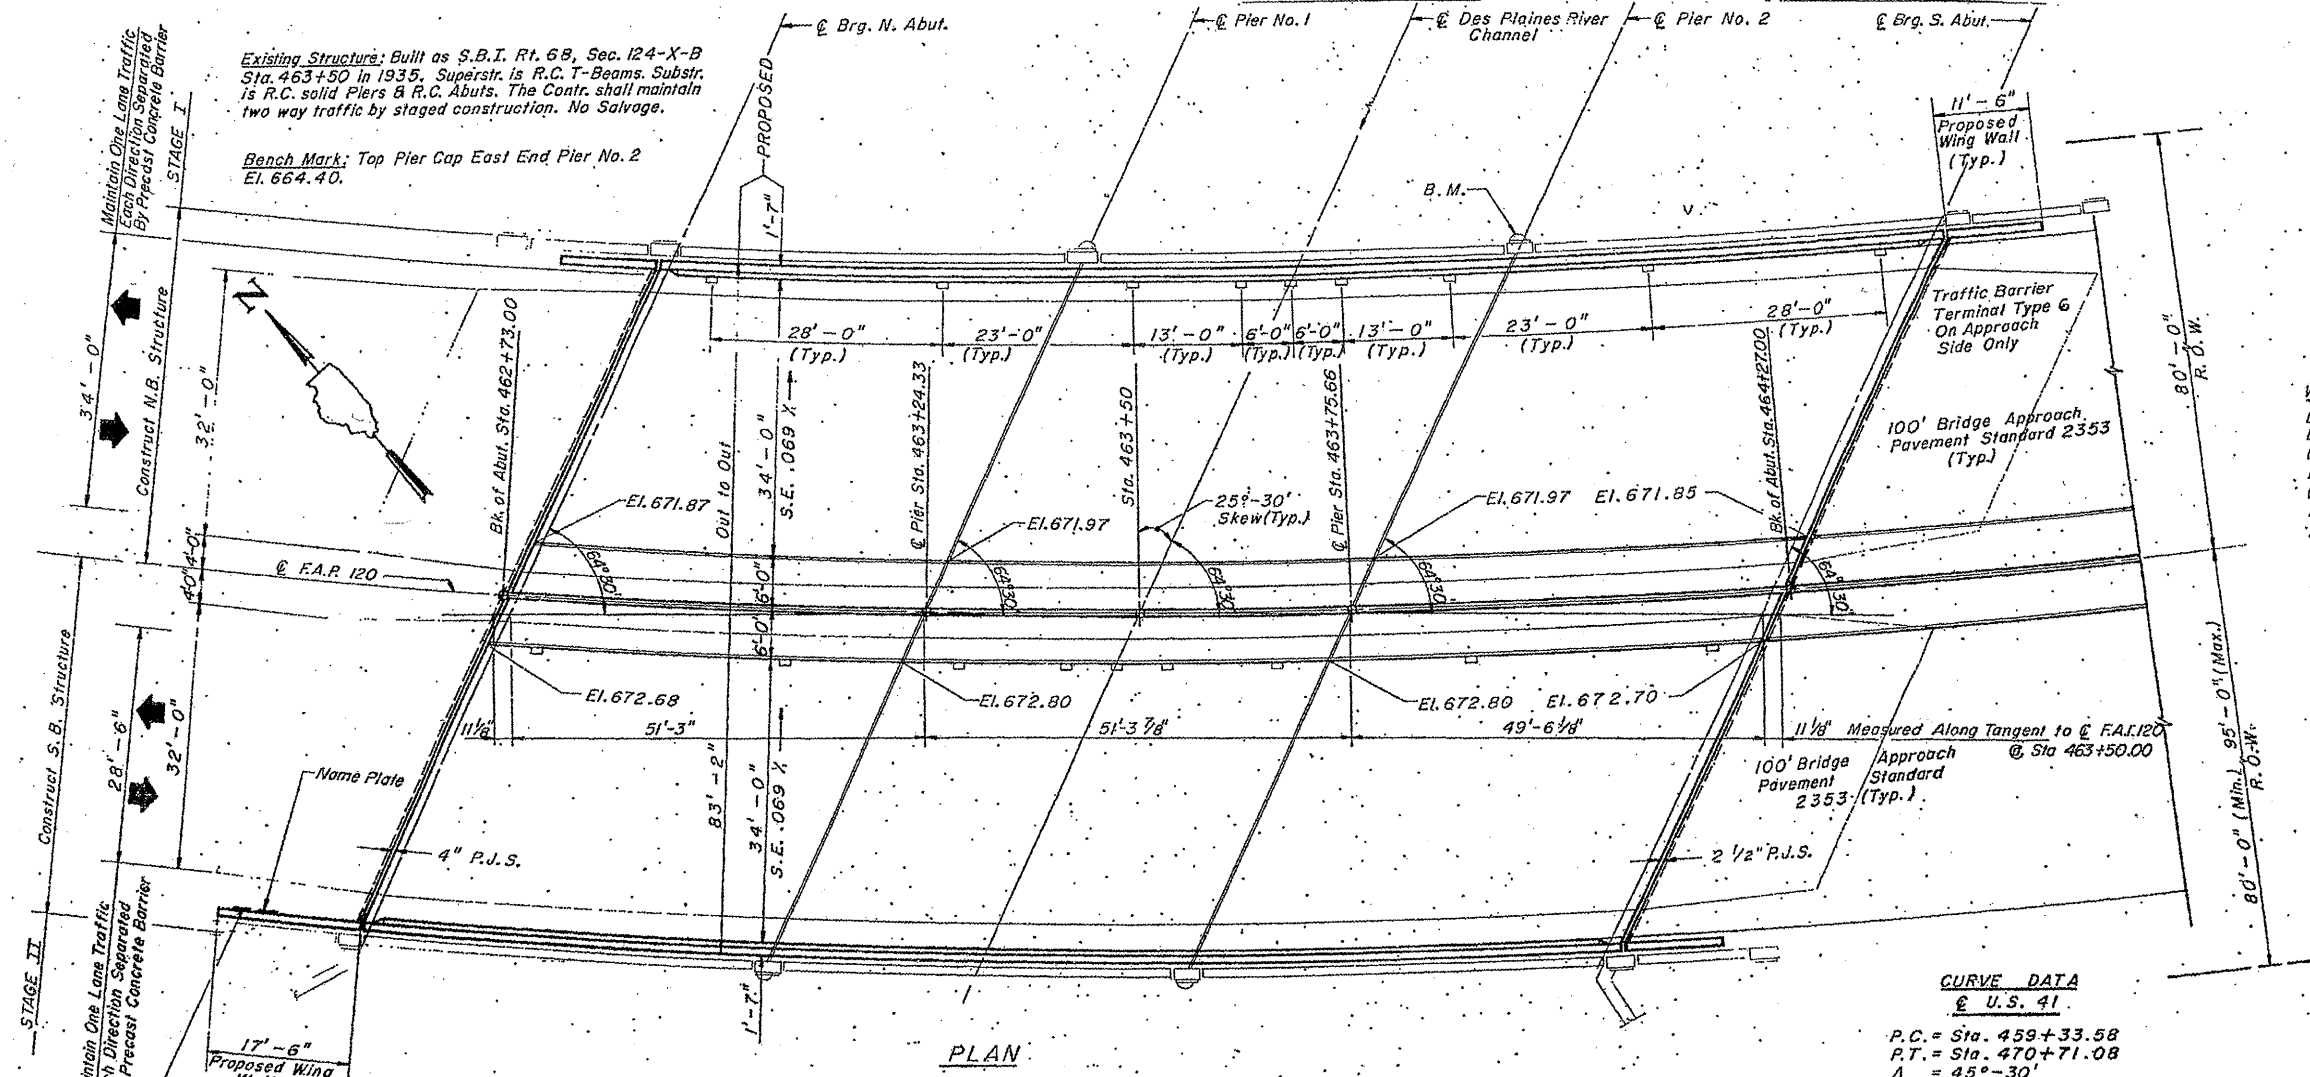 ℄ Brg. N. Abut.
℄ Pier No. 1
℄ Des Plaines River
Channel
℄ Pier No. 2
℄ Brg. S. Abut.
Existing Structure: Built as S.B.I. Rt. 68, Sec. 124-X-B
Sta. 463+50 in 1935. Superstr. is R.C. T-Beams. Substr.
is R.C. solid Piers & R.C. Abuts. The Contr. shall maintain
two way traffic by staged construction. No Salvage.
Bench Mark: Top Pier Cap East End Pier No. 2
El. 664.40.
Maintain One Lane Traffic
Each Direction Separated
By Precast Concrete Barrier
STAGE I
PROPOSED
1'-7"
B.M.
11'-6"
Proposed
Wing Wall
(Typ.)
34'-0"
Construct N.B. Structure
32'-0"
N
28'-0"
(Typ.)
23'-0"
(Typ.)
13'-0"
(Typ.)
6'-0"
(Typ.)
6'-0"
(Typ.)
13'-0"
(Typ.)
23'-0"
(Typ.)
28'-0"
(Typ.)
Traffic Barrier
Terminal Type 6
On Approach
Side Only
80'-0"
R.O.W.
Bk. of Abut. Sta. 462+73.00
Out to Out
34'-0"
S.E. .069 %
℄ Pier Sta. 463+24.33
Sta. 463+50
℄ Pier Sta. 463+75.66
Bk. of Abut. Sta. 464+27.00
100' Bridge Approach
Pavement Standard 2353
(Typ.)
El. 671.87
El. 671.97
25°-30'
Skew (Typ.)
El. 671.97
El. 671.85
4'-0"
℄ F.A.P. 120
64°30'
64°30'
64°30'
64°30'
64°30'
6'-0"
6'-0"
El. 672.68
El. 672.80
El. 672.80
El. 672.70
11⅛"
51'-3"
51'-3 ⅞"
49'-6⅛"
11⅛" Measured Along Tangent to ℄ F.A.P. 120
@ Sta 463+50.00
100' Bridge Approach
Pavement Standard
2353 (Typ.)
Construct S.B. Structure
28'-6"
32'-0"
Name Plate
83'-2"
34'-0"
S.E. .069 %
4" P.J.S.
2 ½" P.J.S.
80'-0" (Min.), 95'-0" (Max.)
R.O.W.
STAGE II
Maintain One Lane Traffic
Direction Separated
Precast Concrete Barrier
17'-6"
Proposed Wing
1'-7"
PLAN
CURVE DATA
℄ U.S. 41
P.C. = Sta. 459+33.58
P.T. = Sta. 470+71.08
Δ = 45°-30'